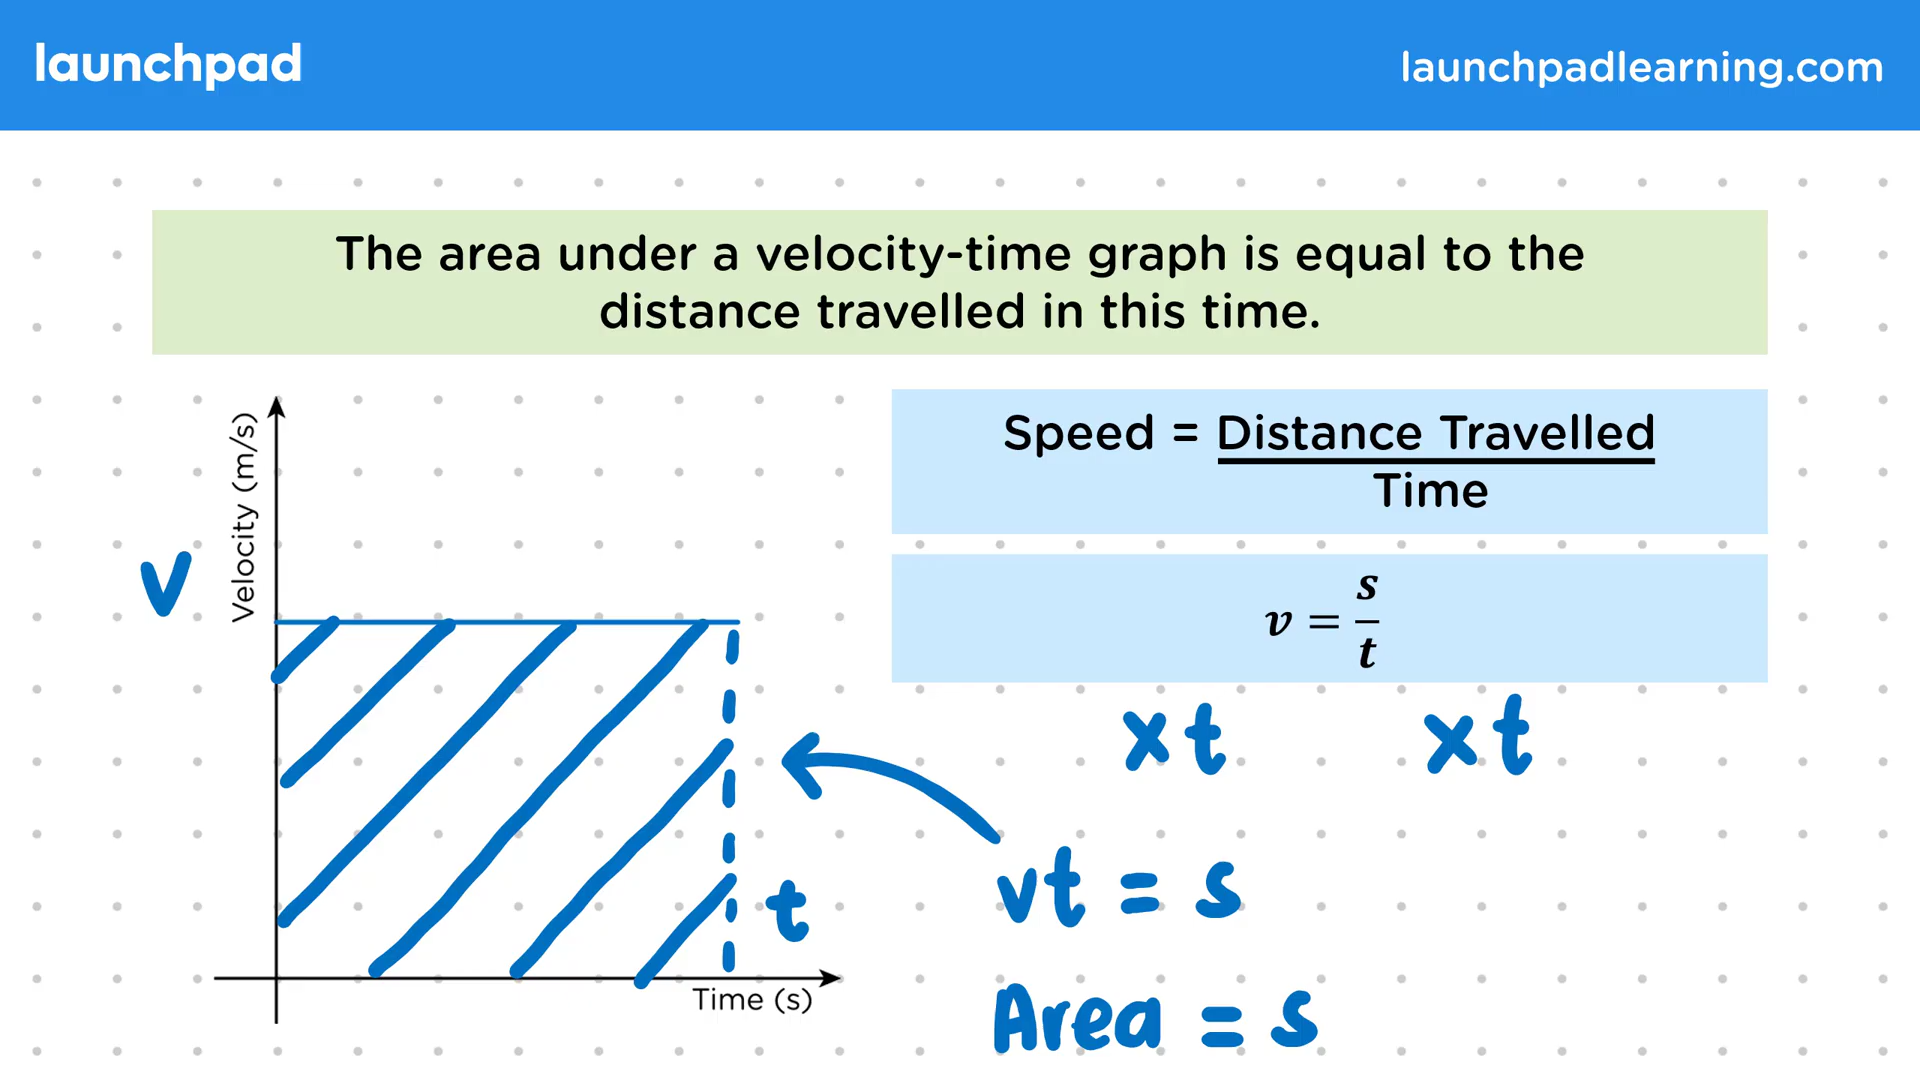 launchpad
launchpadlearning.com
The area under a velocity-time graph is equal to the
distance travelled in this time.
Velocity (m/s)
v
t
Time (s)
Speed = Distance Travelled
Time
v = s
t
x t x t
vt = s
Area = s